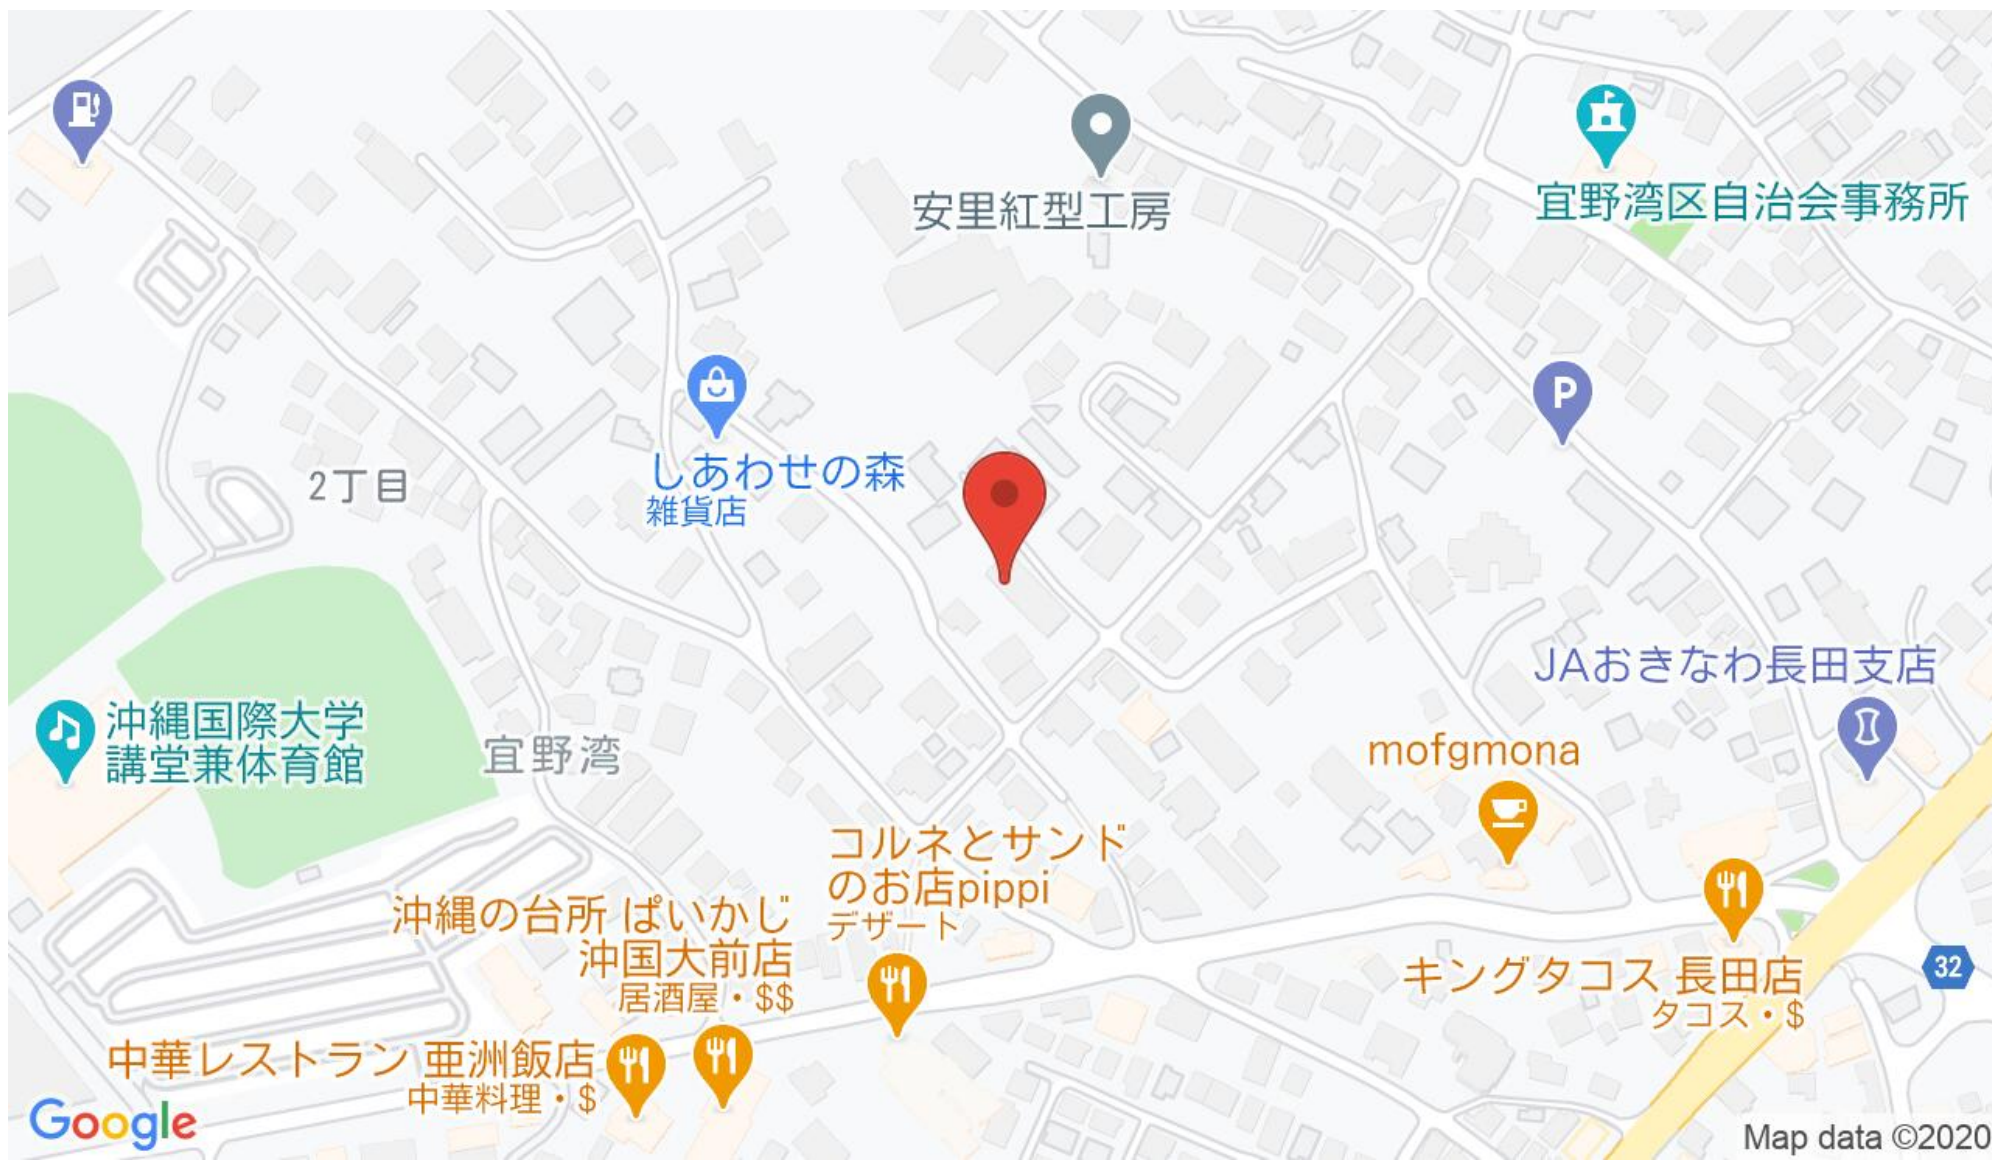 安里紅型工房
宜野湾区自治会事務所
P
しあわせの森
雑貨店
2丁目
JAおきなわ長田支店
沖縄国際大学
講堂兼体育館
宜野湾
mofgmona
コルネとサンド
のお店pippi
デザート
沖縄の台所 ぱいかじ
沖国大前店
居酒屋・$$
キングタコス 長田店
タコス・$
32
中華レストラン 亜洲飯店
中華料理・$
Google
Map data ©2020